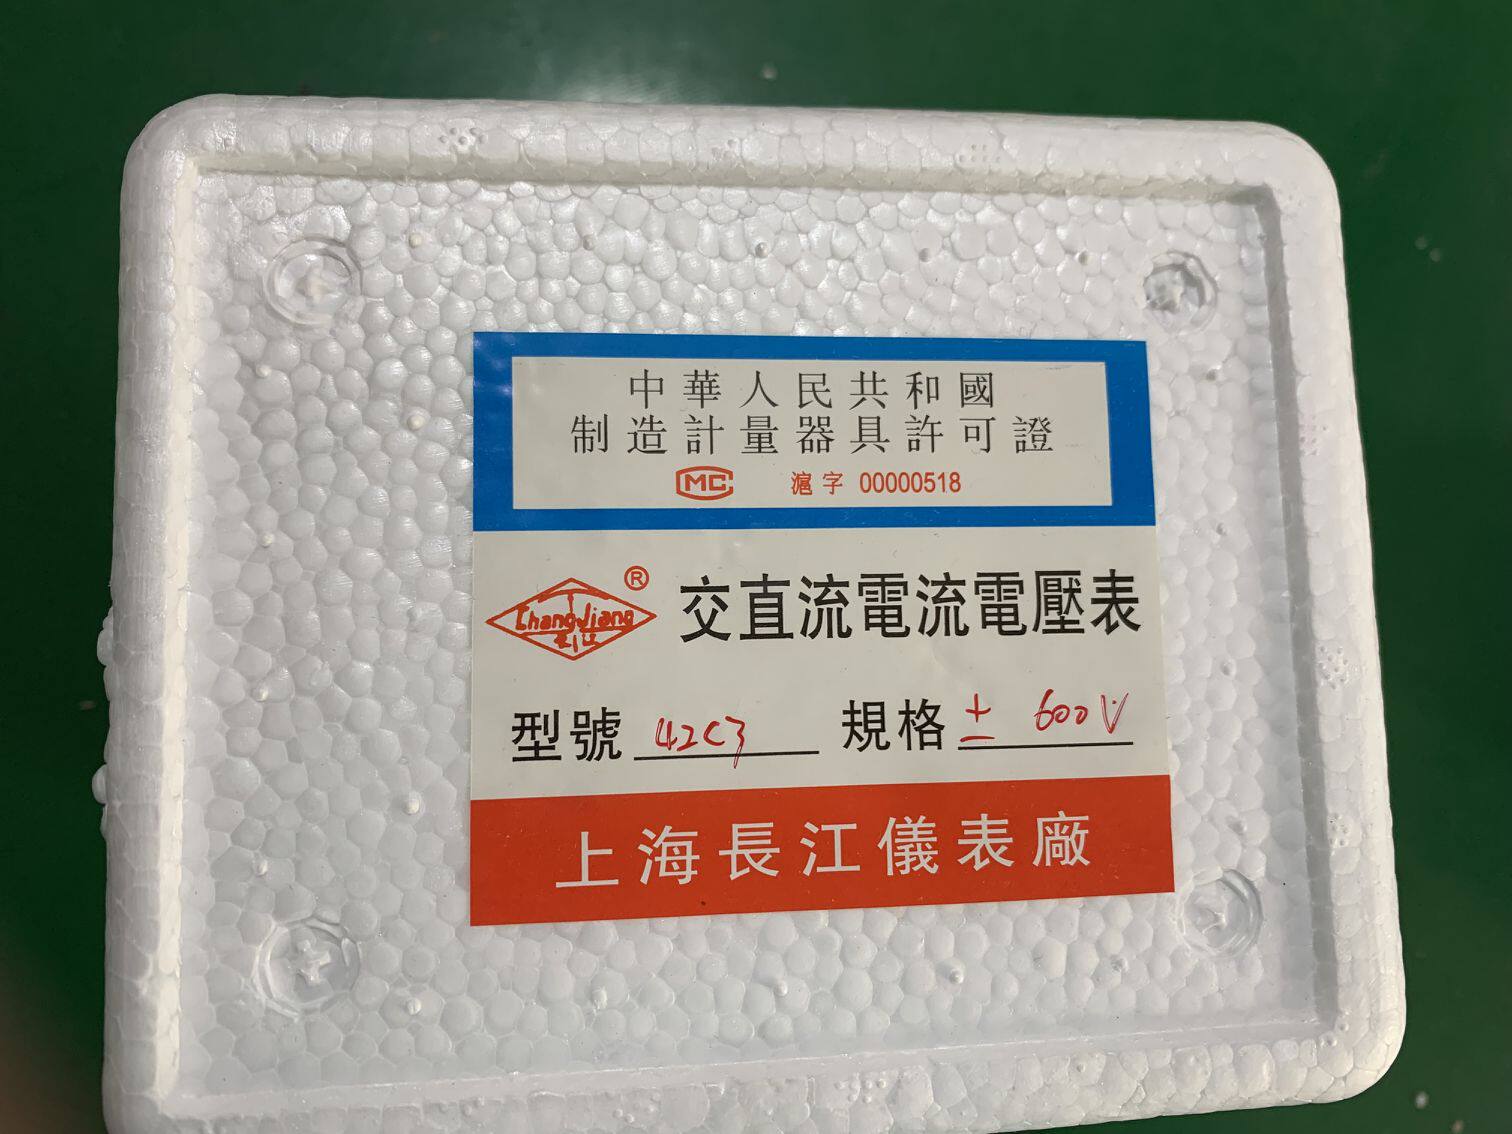 中華人民共和國
制造計量器具許可證
MC 滬字 00000518
ChangJiang ®
長江
交直流電流電壓表
型號 42C3 規格 ± 600V
上海長江儀表廠